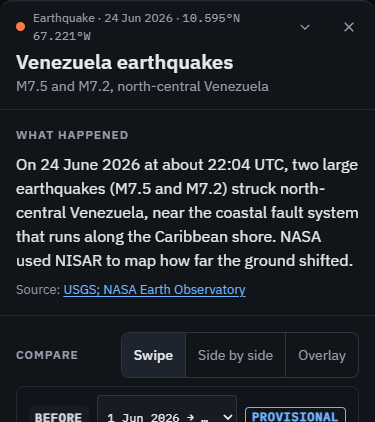 Earthquake · 24 Jun 2026 · 10.595°N
67.221°W
Venezuela earthquakes
M7.5 and M7.2, north-central Venezuela
WHAT HAPPENED
On 24 June 2026 at about 22:04 UTC, two large
earthquakes (M7.5 and M7.2) struck north-
central Venezuela, near the coastal fault system
that runs along the Caribbean shore. NASA
used NISAR to map how far the ground shifted.
Source: USGS; NASA Earth Observatory
COMPARE Swipe Side by side Overlay
BEFORE 1 Jun 2026 → … PROVISIONAL